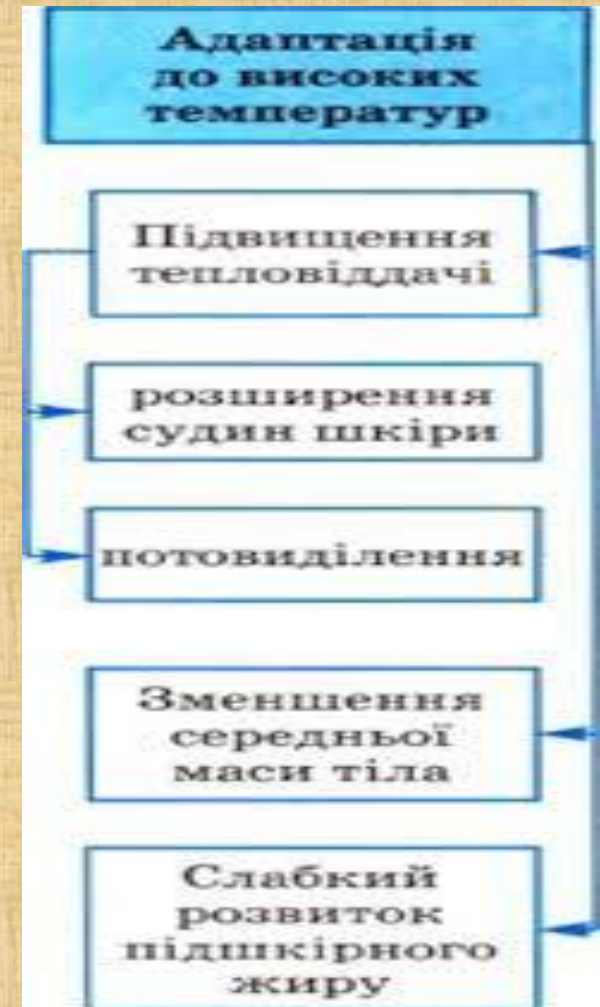 Адаптація
до високих
температур
Підвищення
тепловіддачі
розширення
судин шкіри
потовиділення
Зменшення
середньої
маси тіла
Слабкий
розвиток
підшкірного
жиру